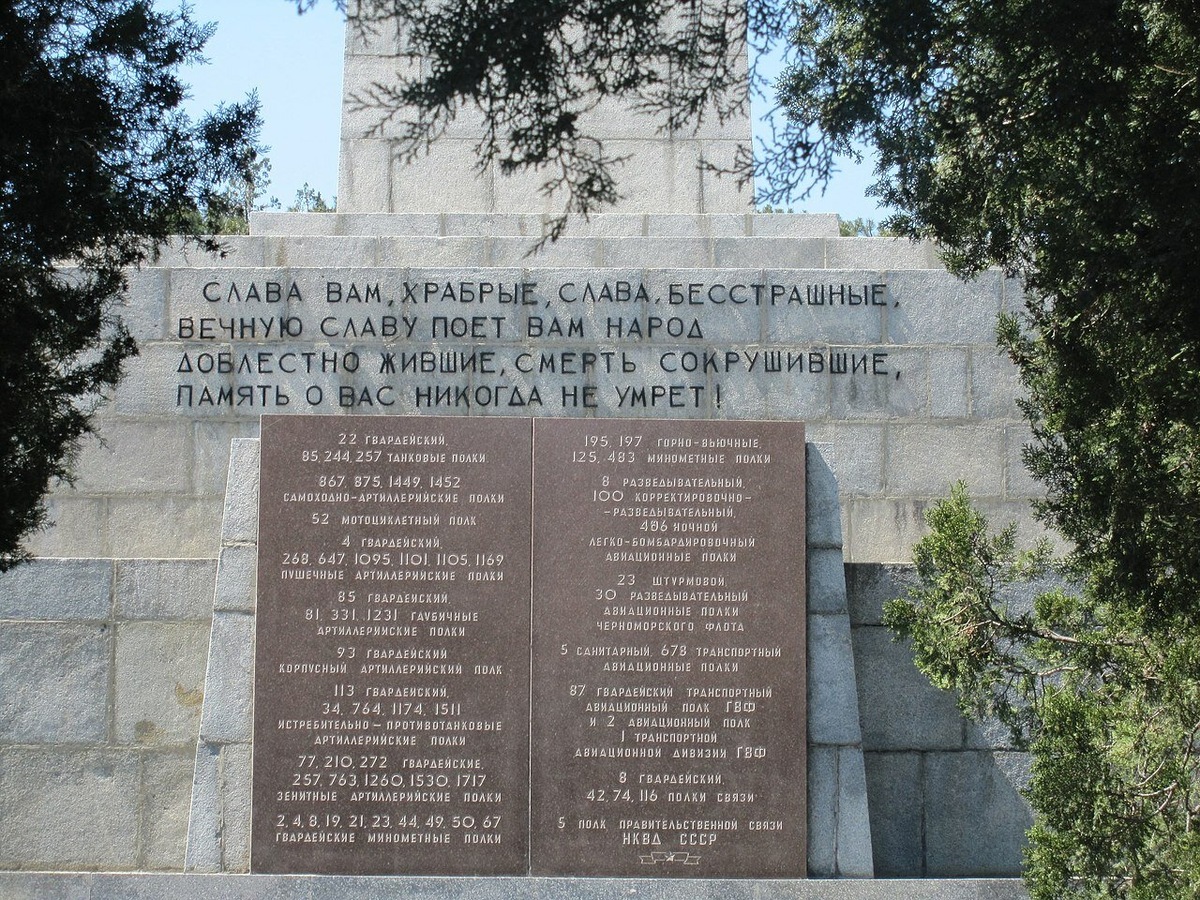 СЛАВА ВАМ, ХРАБРЫЕ, СЛАВА, БЕССТРАШНЫЕ,
ВЕЧНУЮ СЛАВУ ПОЕТ ВАМ НАРОД
ДОБЛЕСТНО ЖИВШИЕ, СМЕРТЬ СОКРУШИВШИЕ,
ПАМЯТЬ О ВАС НИКОГДА НЕ УМРЕТ!
22 ГВАРДЕЙСКИЙ,
85, 244, 257 ТАНКОВЫЕ ПОЛКИ
867, 875, 1449, 1452
САМОХОДНО-АРТИЛЛЕРИЙСКИЕ ПОЛКИ
52 МОТОЦИКЛЕТНЫЙ ПОЛК
4 ГВАРДЕЙСКИЙ,
268, 647, 1095, 1101, 1105, 1169
ПУШЕЧНЫЕ АРТИЛЛЕРИЙСКИЕ ПОЛКИ
85 ГВАРДЕЙСКИЙ,
81, 331, 1231 ГАУБИЧНЫЕ
АРТИЛЛЕРИЙСКИЕ ПОЛКИ
93 ГВАРДЕЙСКИЙ
КОРПУСНЫЙ АРТИЛЛЕРИЙСКИЙ ПОЛК
113 ГВАРДЕЙСКИЙ,
34, 764, 1174, 1511
ИСТРЕБИТЕЛЬНО-ПРОТИВОТАНКОВЫЕ
АРТИЛЛЕРИЙСКИЕ ПОЛКИ
77, 210, 272 ГВАРДЕЙСКИЕ,
257, 763, 1260, 1530, 1717
ЗЕНИТНЫЕ АРТИЛЛЕРИЙСКИЕ ПОЛКИ
2, 4, 8, 19, 21, 23, 44, 49, 50, 67
ГВАРДЕЙСКИЕ МИНОМЕТНЫЕ ПОЛКИ
195, 197 ГОРНО-ВЬЮЧНЫЕ,
125, 483 МИНОМЕТНЫЕ ПОЛКИ
8 РАЗВЕДЫВАТЕЛЬНЫЙ,
100 КОРРЕКТИРОВОЧНО-
-РАЗВЕДЫВАТЕЛЬНЫЙ,
406 НОЧНОЙ
ЛЕГКО-БОМБАРДИРОВОЧНЫЙ
АВИАЦИОННЫЕ ПОЛКИ
23 ШТУРМОВОЙ,
30 РАЗВЕДЫВАТЕЛЬНЫЙ
АВИАЦИОННЫЕ ПОЛКИ
ЧЕРНОМОРСКОГО ФЛОТА
5 САНИТАРНЫЙ, 678 ТРАНСПОРТНЫЙ
АВИАЦИОННЫЕ ПОЛКИ
87 ГВАРДЕЙСКИЙ ТРАНСПОРТНЫЙ
АВИАЦИОННЫЙ ПОЛК ГВФ
И 2 АВИАЦИОННЫЙ ПОЛК
1 ТРАНСПОРТНОЙ
АВИАЦИОННОЙ ДИВИЗИИ ГВФ
8 ГВАРДЕЙСКИЙ,
42, 74, 116 ПОЛКИ СВЯЗИ
5 ПОЛК ПРАВИТЕЛЬСТВЕННОЙ СВЯЗИ
НКВД СССР